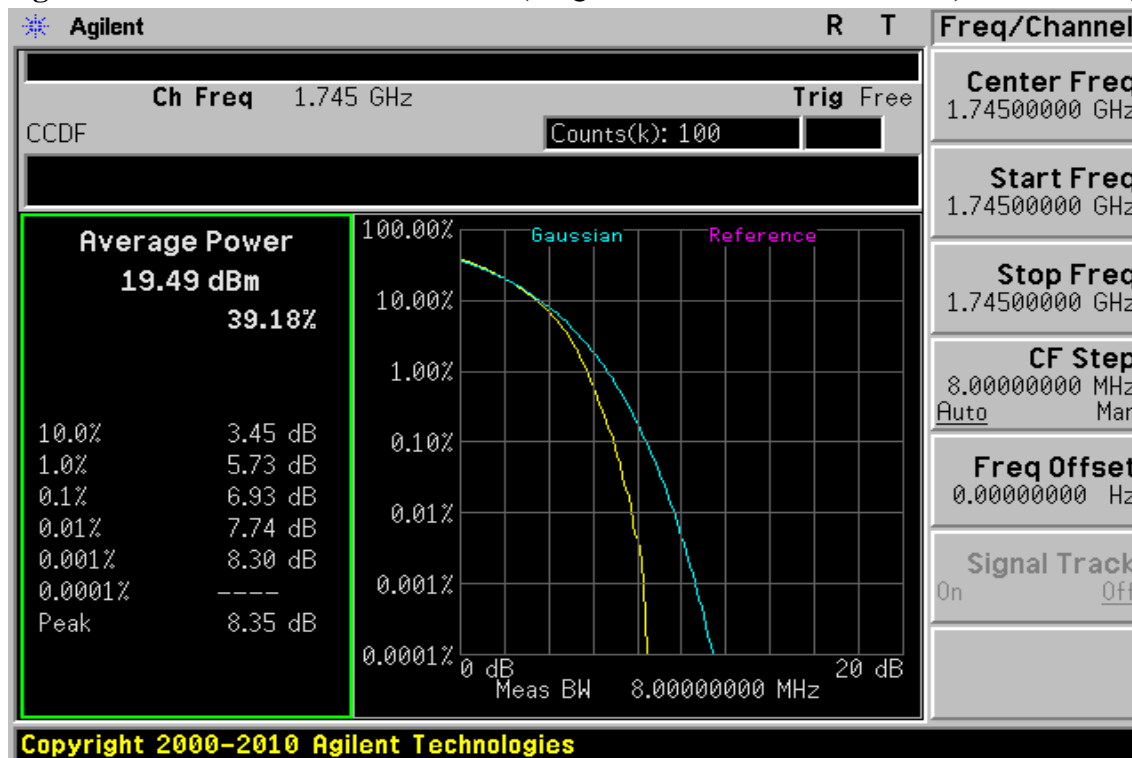 Agilent R T Freq/Channel
Ch Freq 1.745 GHz Trig Free
CCDF Counts(k): 100
Center Freq
1.74500000 GHz
Start Freq
1.74500000 GHz
Stop Freq
1.74500000 GHz
CF Step
8.00000000 MHz
Auto Man
Freq Offset
0.00000000 Hz
Signal Track
On Off
Average Power
19.49 dBm
39.18%
10.0% 3.45 dB
1.0% 5.73 dB
0.1% 6.93 dB
0.01% 7.74 dB
0.001% 8.30 dB
0.0001% ----
Peak 8.35 dB
Gaussian Reference
100.00%
10.00%
1.00%
0.10%
0.01%
0.001%
0.0001%
0 dB 20 dB
Meas BW 8.00000000 MHz
Copyright 2000-2010 Agilent Technologies